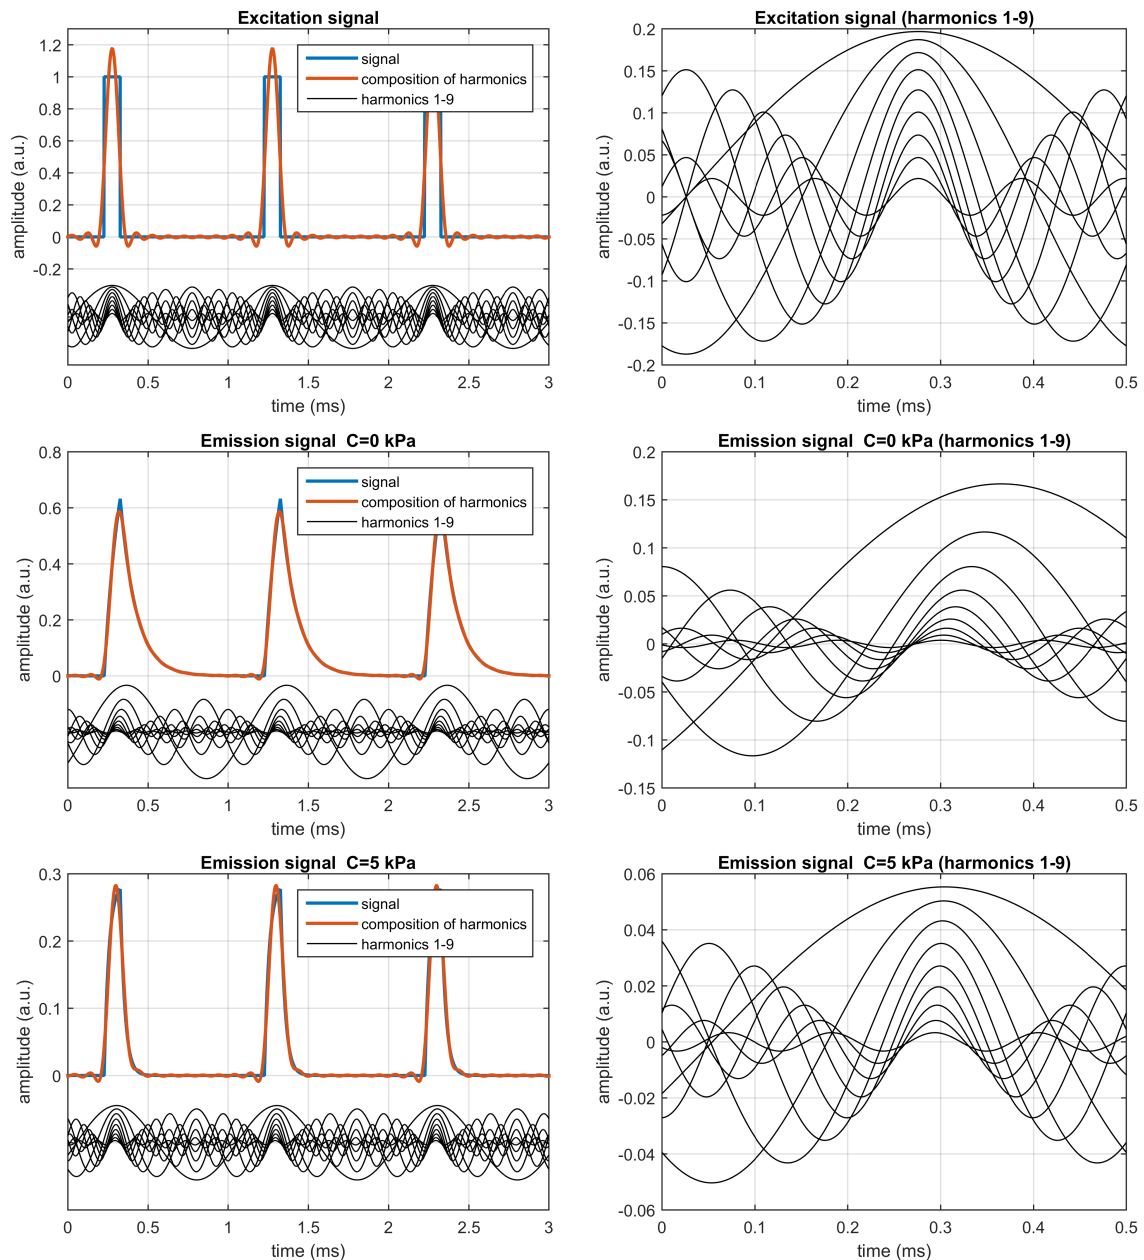 Excitation signal
1.2
1
0.8
0.6
0.4
0.2
0
-0.2
amplitude (a.u.)
signal
composition of harmonics
harmonics 1-9
0
0.5
1
1.5
2
2.5
3
time (ms)
Excitation signal (harmonics 1-9)
0.2
0.15
0.1
0.05
0
-0.05
-0.1
-0.15
-0.2
amplitude (a.u.)
0
0.1
0.2
0.3
0.4
0.5
time (ms)
Emission signal C=0 kPa
0.8
0.6
0.4
0.2
0
amplitude (a.u.)
signal
composition of harmonics
harmonics 1-9
0
0.5
1
1.5
2
2.5
3
time (ms)
Emission signal C=0 kPa (harmonics 1-9)
0.2
0.15
0.1
0.05
0
-0.05
-0.1
-0.15
amplitude (a.u.)
0
0.1
0.2
0.3
0.4
0.5
time (ms)
Emission signal C=5 kPa
0.3
0.2
0.1
0
amplitude (a.u.)
signal
composition of harmonics
harmonics 1-9
0
0.5
1
1.5
2
2.5
3
time (ms)
Emission signal C=5 kPa (harmonics 1-9)
0.06
0.04
0.02
0
-0.02
-0.04
-0.06
amplitude (a.u.)
0
0.1
0.2
0.3
0.4
0.5
time (ms)